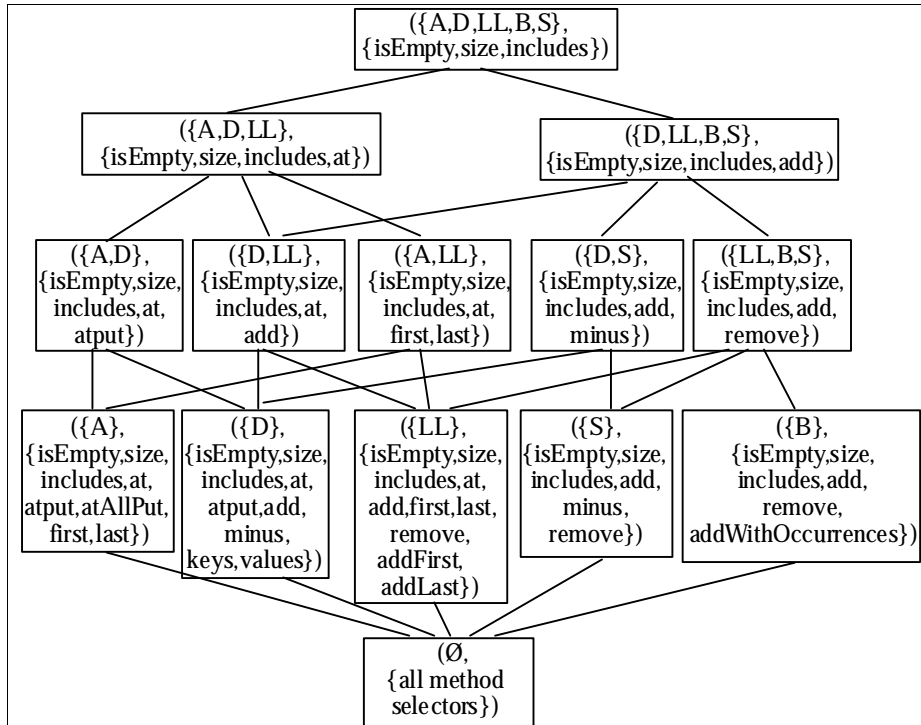 ({A,D,LL,B,S},
{isEmpty,size,includes})
({A,D,LL},
{isEmpty,size,includes,at})
({D,LL,B,S},
{isEmpty,size,includes,add})
({A,D},
{isEmpty,size,
includes,at,
atput})
({D,LL},
{isEmpty,size,
includes,at,
add})
({A,LL},
{isEmpty,size,
includes,at,
first,last})
({D,S},
{isEmpty,size,
includes,add,
minus})
({LL,B,S},
{isEmpty,size,
includes,add,
remove})
({A},
{isEmpty,size,
includes,at,
atput,atAllPut,
first,last})
({D},
{isEmpty,size,
includes,at,
atput,add,
minus,
keys,values})
({LL},
{isEmpty,size,
includes,at,
add,first,last,
remove,
addFirst,
addLast})
({S},
{isEmpty,size,
includes,add,
minus,
remove})
({B},
{isEmpty,size,
includes,add,
remove,
addWithOccurrences})
(Ø,
{all method
selectors})